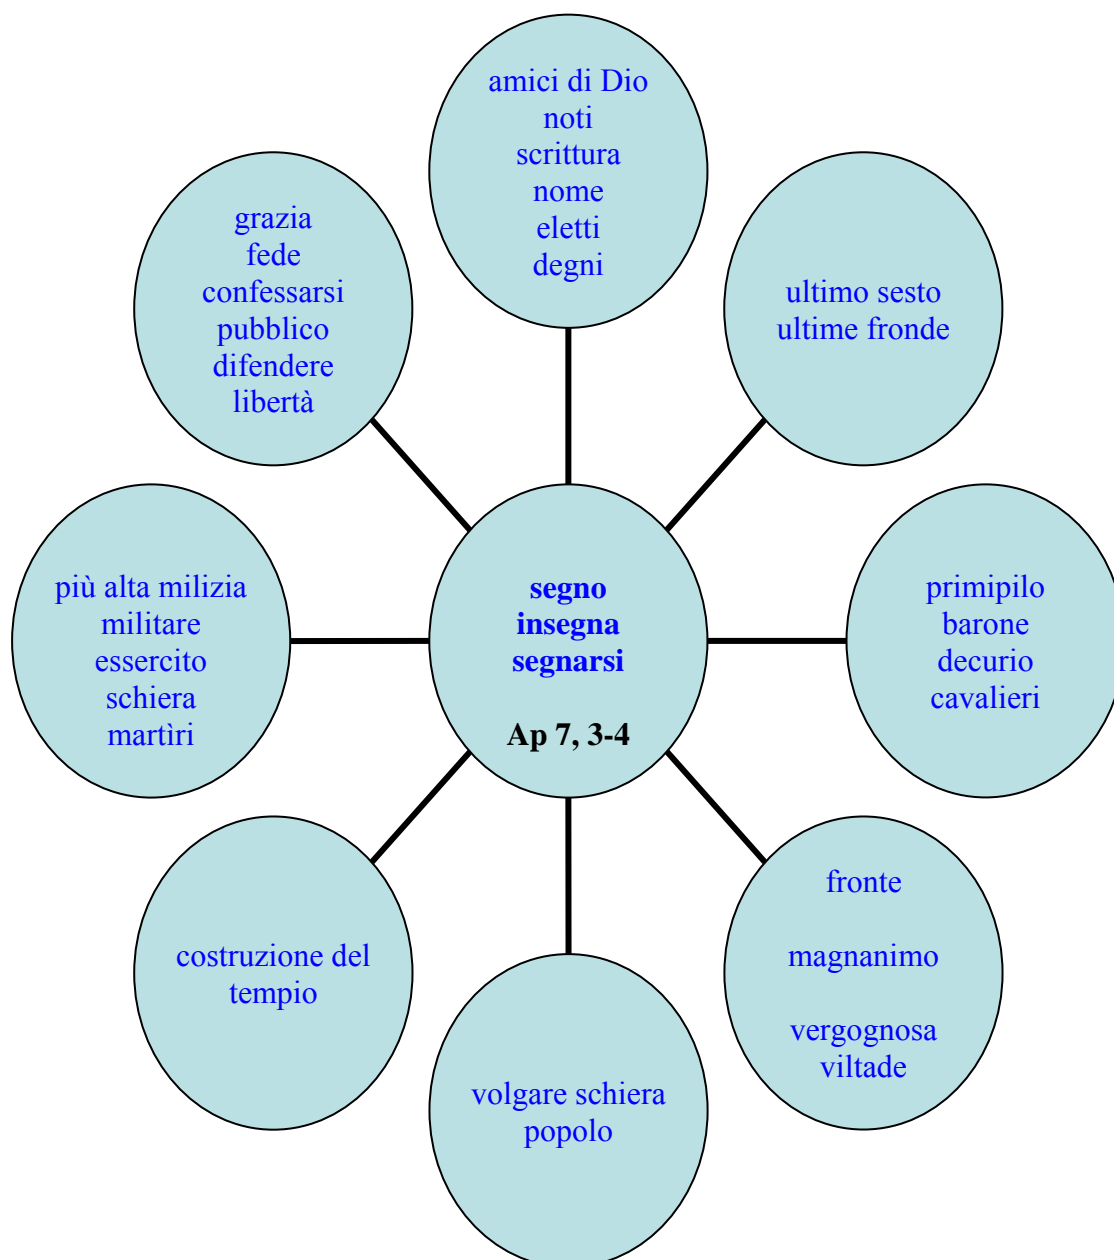 amici di Dio
noti
scrittura
nome
eletti
degni
grazia
fede
confessarsi
pubblico
difendere
libertà
ultimo sesto
ultime fronde
più alta milizia
militare
essercito
schiera
martìri
segno
insegna
segnarsi
Ap 7, 3-4
primipilo
barone
decurio
cavalieri
costruzione del
tempio
volgare schiera
popolo
fronte
magnanimo
vergognosa
viltade